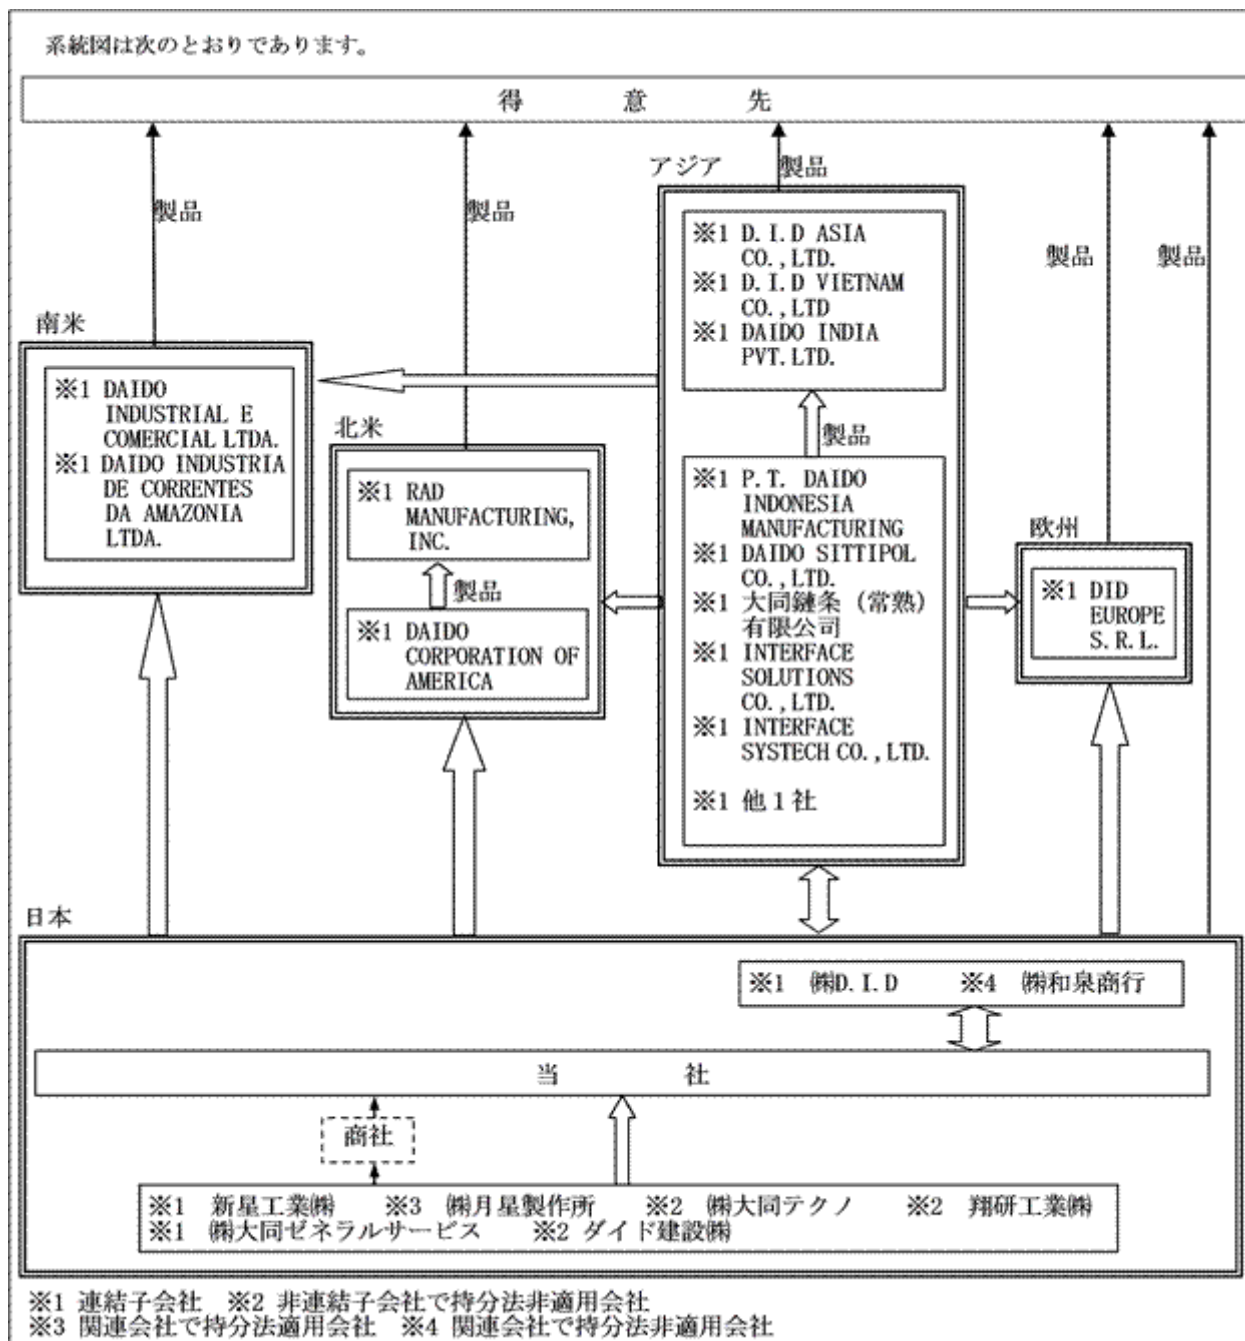 系統図は次のとおりであります。
得意先
アジア
製品
製品
製品
製品
製品
※1 D.I.D ASIA
CO.,LTD.
※1 D.I.D VIETNAM
CO.,LTD
※1 DAIDO INDIA
PVT.LTD.
南米
※1 DAIDO
INDUSTRIAL E
COMERCIAL LTDA.
※1 DAIDO INDUSTRIA
DE CORRENTES
DA AMAZONIA
LTDA.
北米
※1 RAD
MANUFACTURING,
INC.
製品
※1 DAIDO
CORPORATION OF
AMERICA
製品
※1 P.T. DAIDO
INDONESIA
MANUFACTURING
※1 DAIDO SITTIPOL
CO.,LTD.
※1 大同鏈条(常熟)
有限公司
※1 INTERFACE
SOLUTIONS
CO.,LTD.
※1 INTERFACE
SYSTECH CO.,LTD.
※1 他1社
欧州
※1 DID
EUROPE
S.R.L.
日本
※1 ㈱D.I.D ※4 ㈱和泉商行
当社
商社
※1 新星工業㈱ ※3 ㈱月星製作所 ※2 ㈱大同テクノ ※2 翔研工業㈱
※1 ㈱大同ゼネラルサービス ※2 ダイド建設㈱
※1 連結子会社 ※2 非連結子会社で持分法非適用会社
※3 関連会社で持分法適用会社 ※4 関連会社で持分法非適用会社